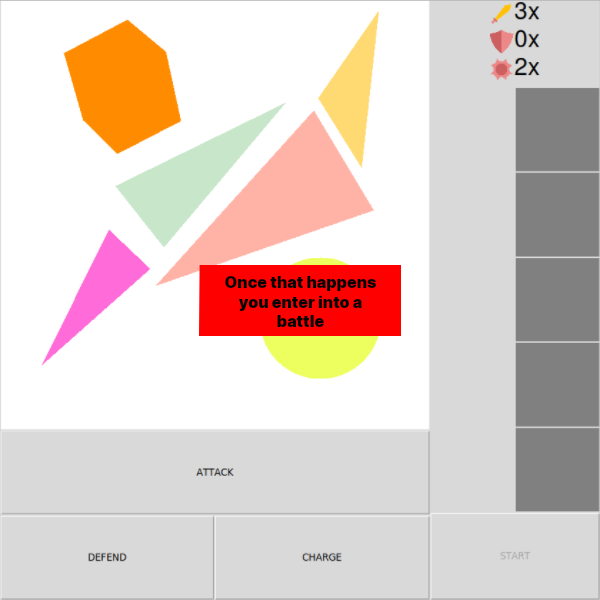 3x
0x
2x
Once that happens
you enter into a
battle
ATTACK
DEFEND
CHARGE
START